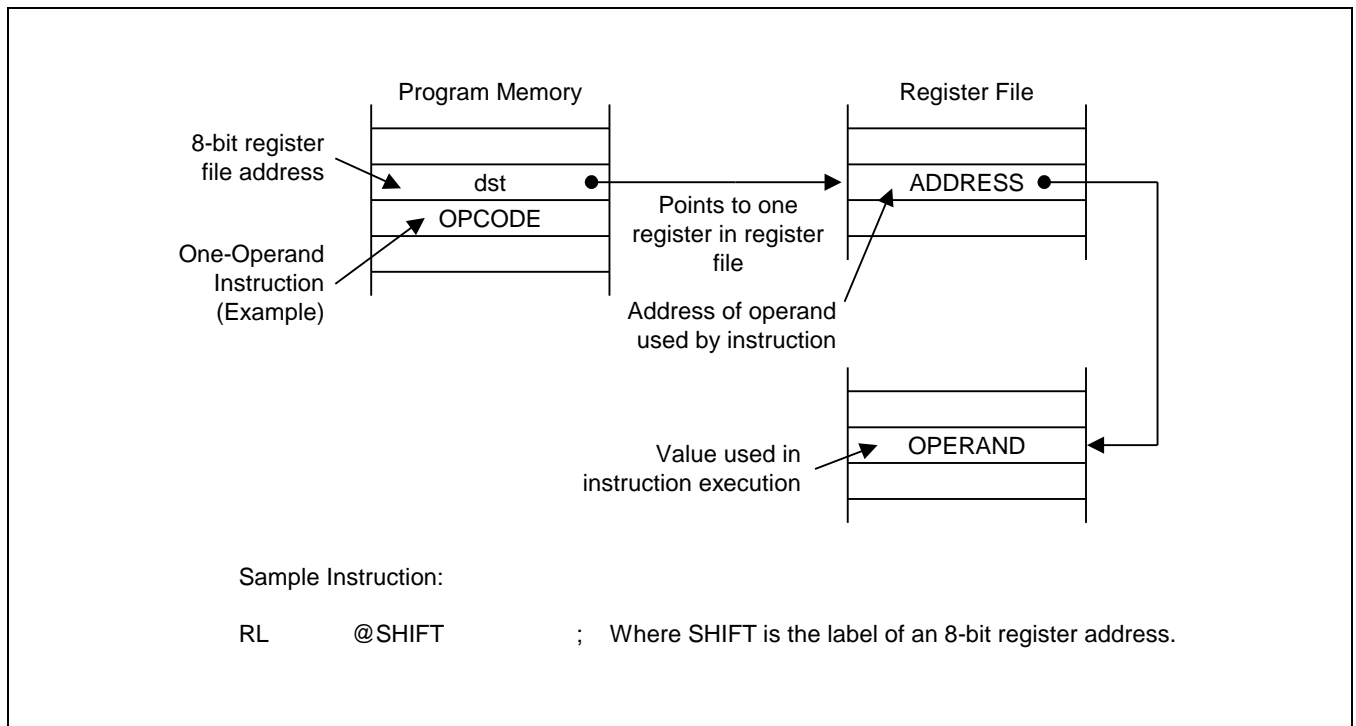 Program Memory
Register File
8-bit register
file address
dst
ADDRESS
OPCODE
Points to one
register in register
file
One-Operand
Instruction
(Example)
Address of operand
used by instruction
Value used in
instruction execution
OPERAND
Sample Instruction:
RL @SHIFT ; Where SHIFT is the label of an 8-bit register address.